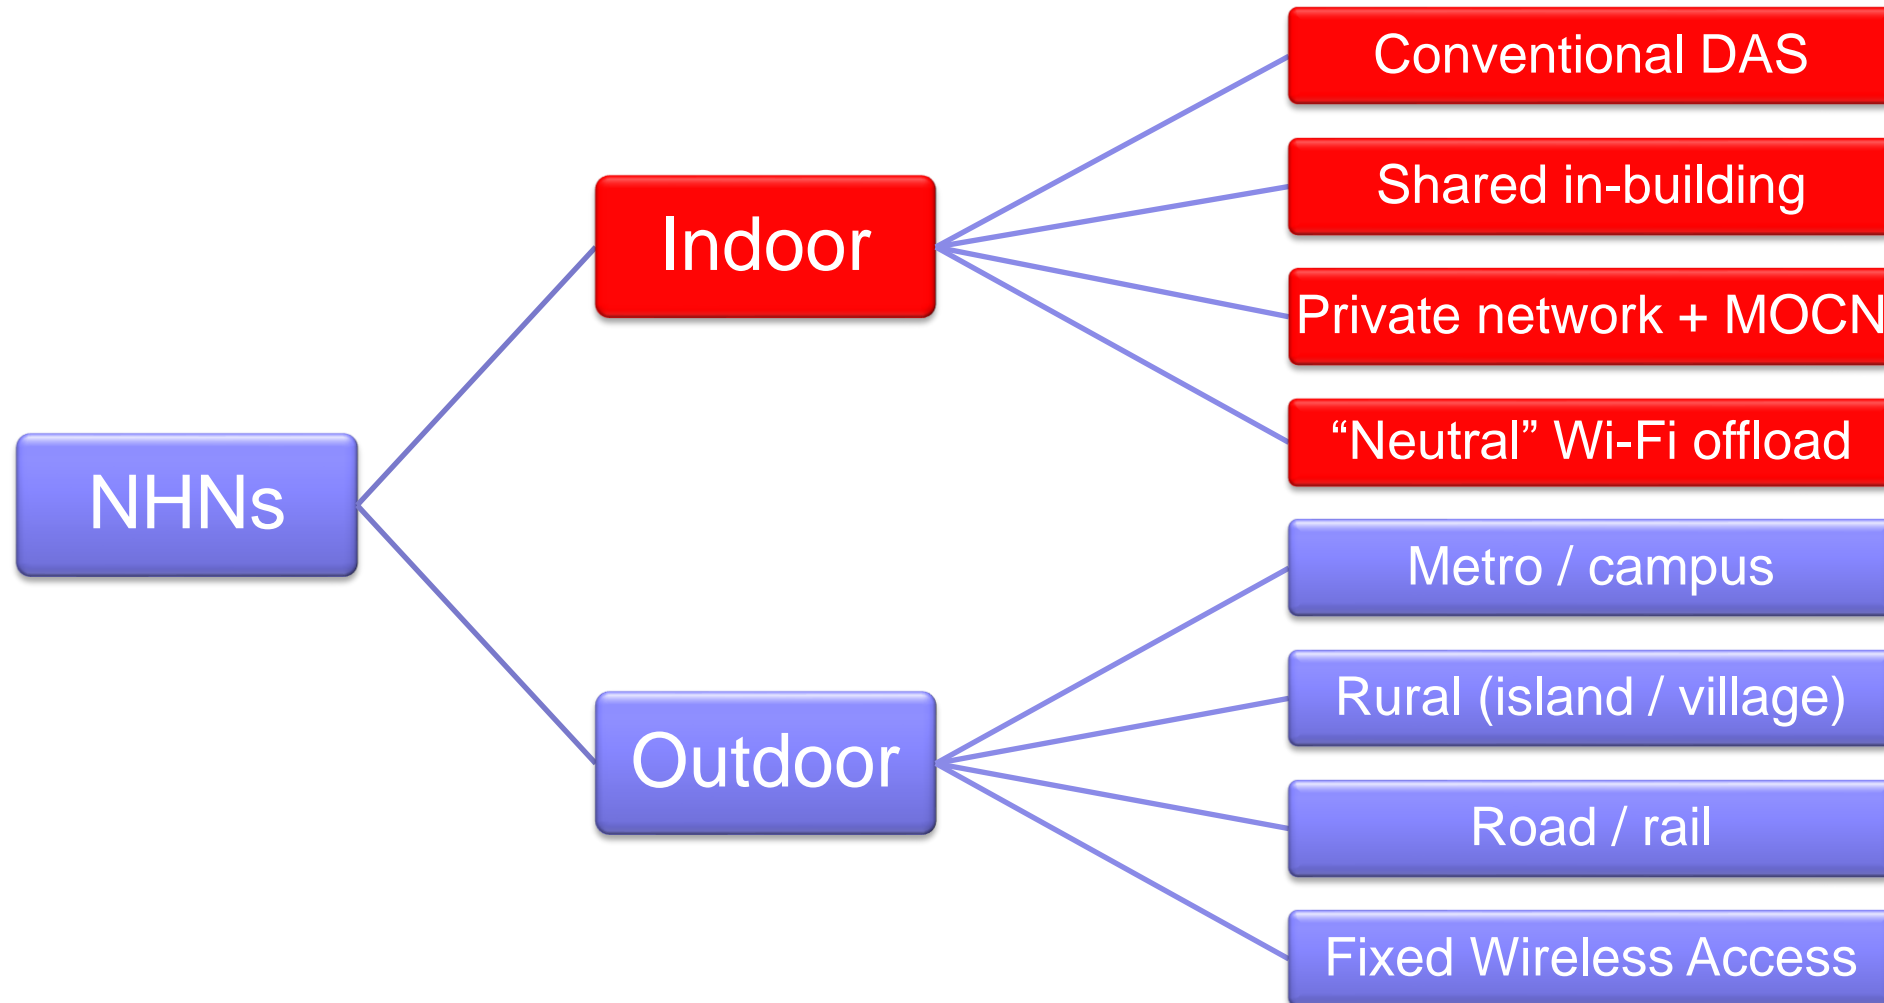 NHNs
Indoor
Conventional DAS
Shared in-building
Private network + MOCN
“Neutral” Wi-Fi offload
Outdoor
Metro / campus
Rural (island / village)
Road / rail
Fixed Wireless Access